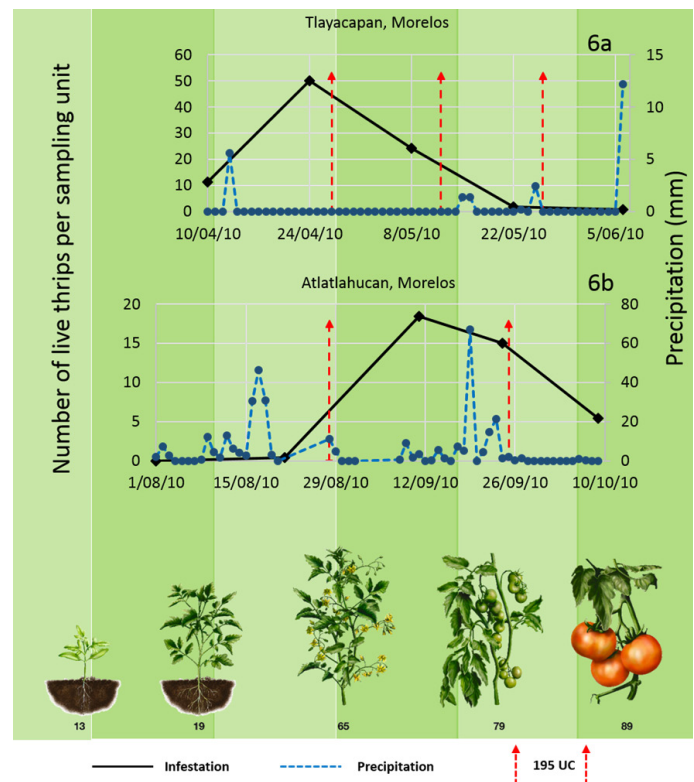 Tlayacapan, Morelos
6a
Number of live thrips per sampling unit
Precipitation (mm)
60
50
40
30
20
10
0
15
10
5
0
10/04/10 24/04/10 8/05/10 22/05/10 5/06/10
Atlatlahucan, Morelos
6b
20
15
10
5
0
80
60
40
20
0
1/08/10 15/08/10 29/08/10 12/09/10 26/09/10 10/10/10
13 19 65 79 89
Infestation Precipitation 195 UC